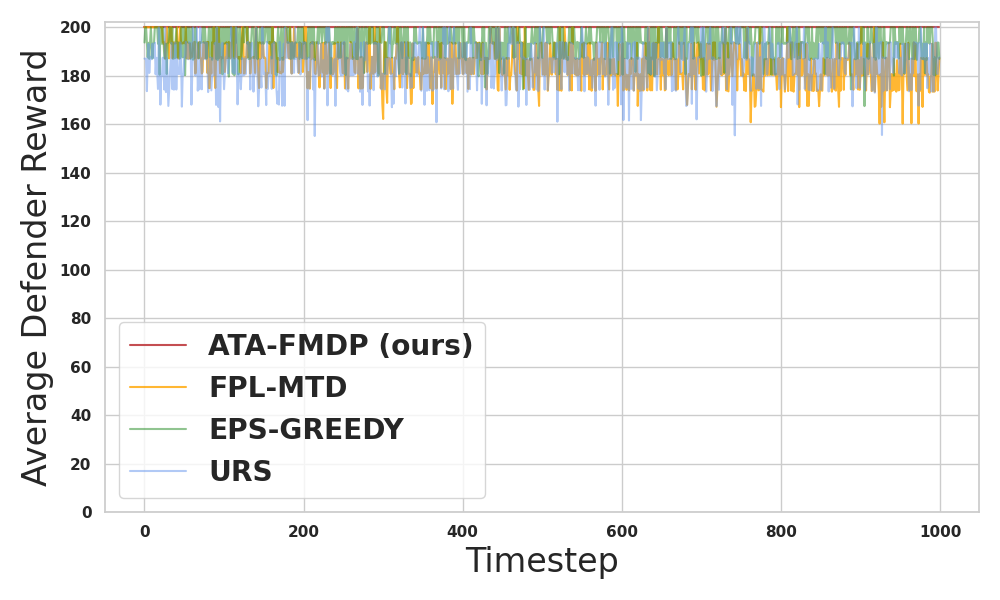 Average Defender Reward
200
180
160
140
120
100
80
60
40
20
0
ATA-FMDP (ours)
FPL-MTD
EPS-GREEDY
URS
0 200 400 600 800 1000
Timestep